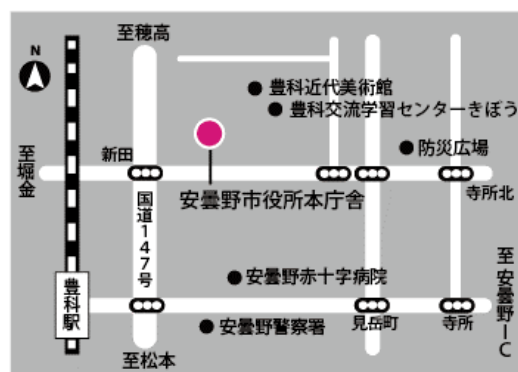 至穂高
N
豊科近代美術館
豊科交流学習センターきぼう
防災広場
新田
至堀金
安曇野市役所本庁舎
寺所北
国道147号
安曇野赤十字病院
至安曇野IC
豊科駅
安曇野警察署
見岳町
寺所
至松本